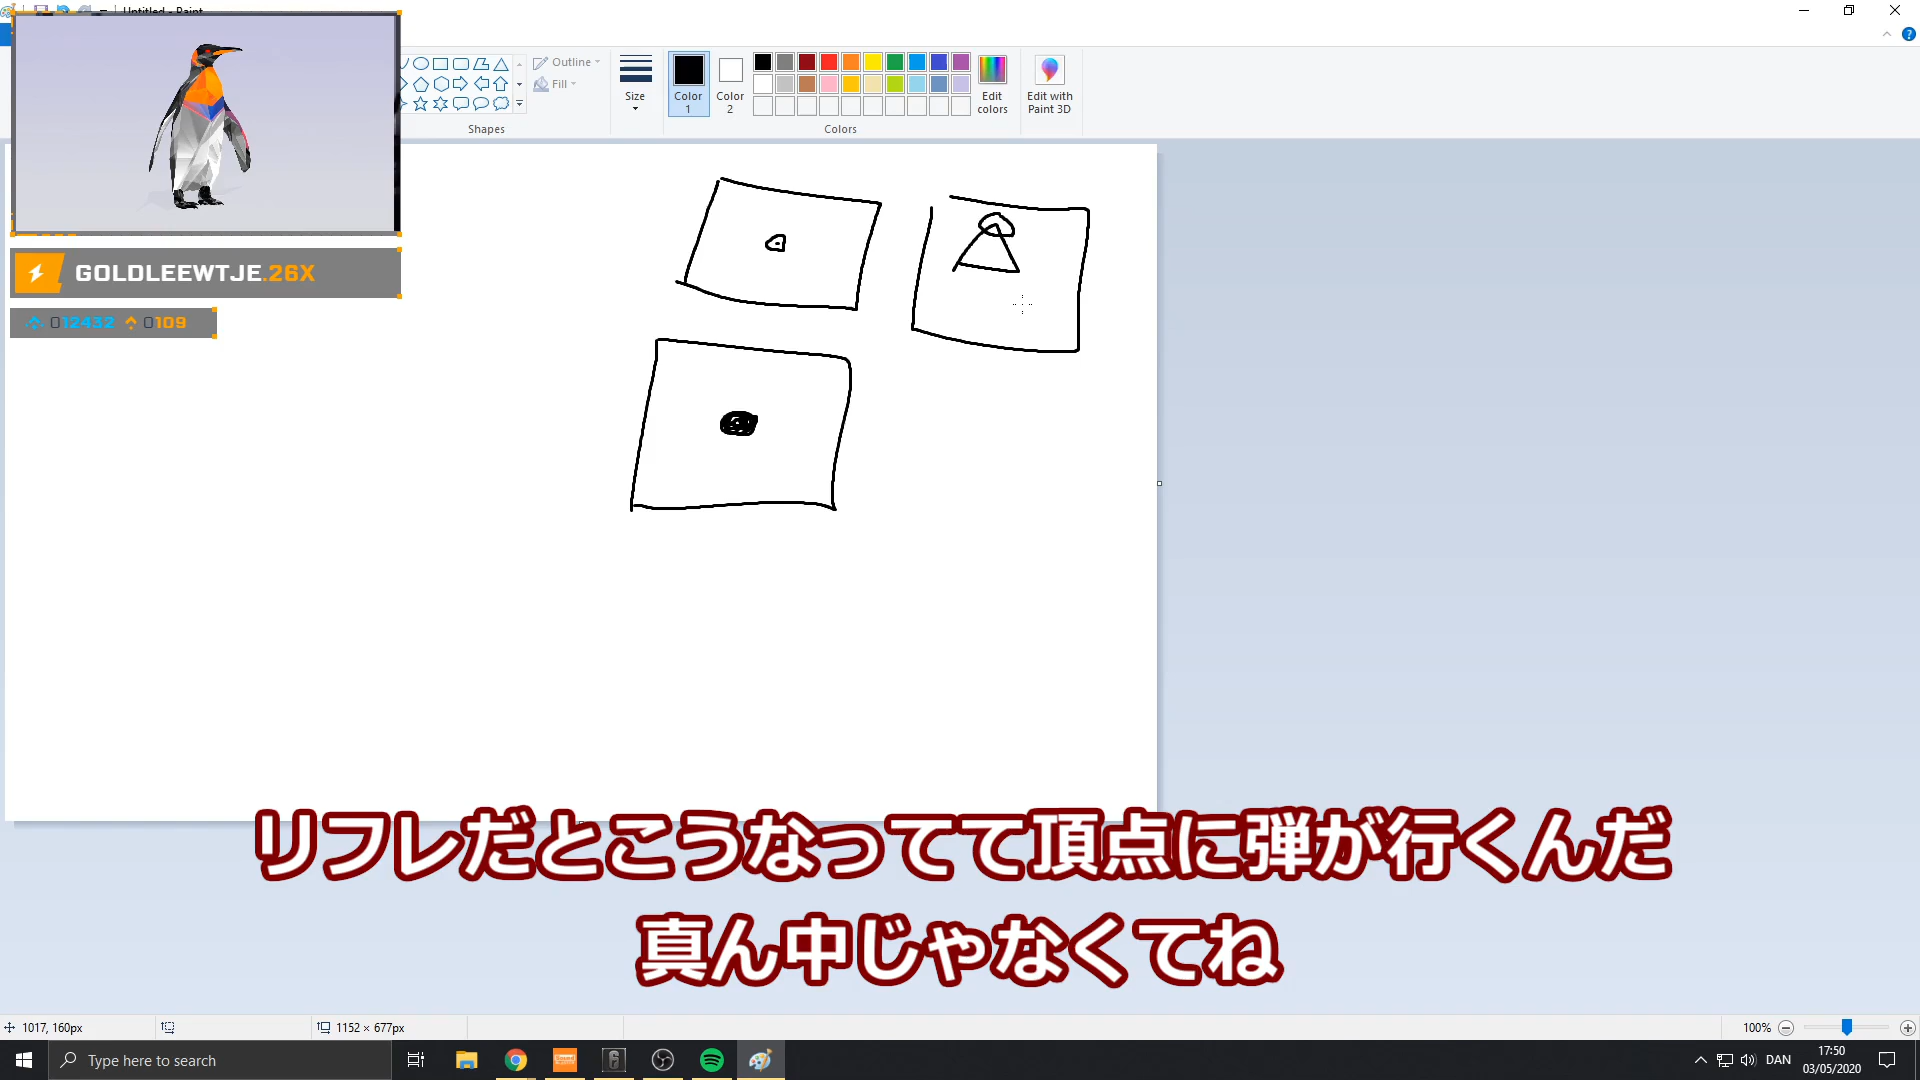 Untitled - Paint
Outline
Fill
Size
Color
1
Color
2
Edit
colors
Edit with
Paint 3D
Shapes
Colors
GOLDLEEWTJE.26X
012432 0109
リフレだとこうなってて頂点に弾が行くんだ
真ん中じゃなくてね
1017, 160px
1152 × 677px
100%
Type here to search
DAN
17:50
03/05/2020